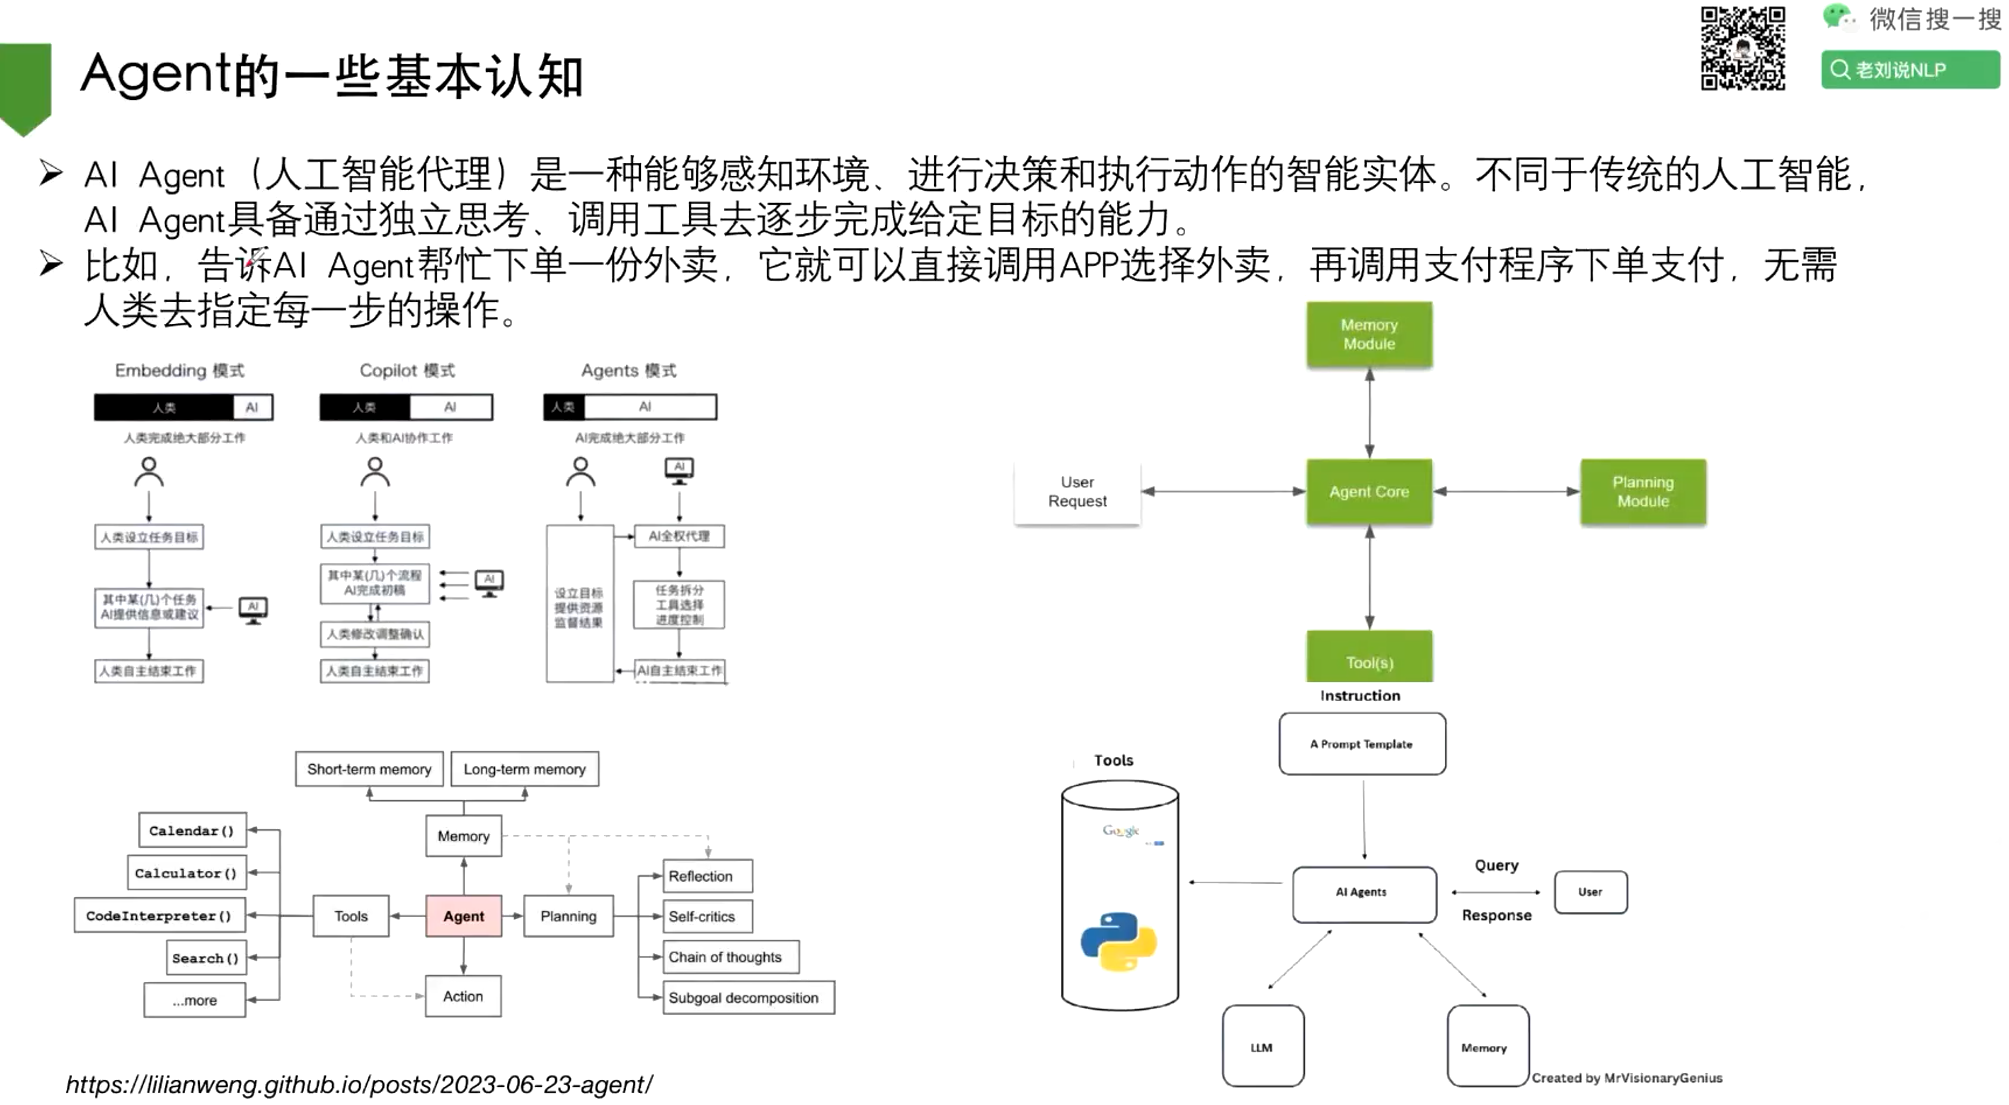 微信搜一搜
老刘说NLP
Agent的一些基本认知
AI Agent（人工智能代理）是一种能够感知环境、进行决策和执行动作的智能实体。不同于传统的人工智能，
AI Agent具备通过独立思考、调用工具去逐步完成给定目标的能力。
比如，告诉AI Agent帮忙下单一份外卖，它就可以直接调用APP选择外卖，再调用支付程序下单支付，无需
人类去指定每一步的操作。
Embedding 模式
人类
AI
人类完成绝大部分工作
人类设立任务目标
其中某(几)个任务
AI提供信息或建议
AI
人类自主结束工作
Copilot 模式
人类
AI
人类和AI协作工作
人类设立任务目标
其中某(几)个流程
AI完成初稿
AI
人类修改调整确认
人类自主结束工作
Agents 模式
人类
AI
AI完成绝大部分工作
AI
设立目标
提供资源
监督结果
AI全权代理
任务拆分
工具选择
进度控制
AI自主结束工作
Memory
Module
User
Request
Agent Core
Planning
Module
Tool(s)
Short-term memory
Long-term memory
Memory
Calendar()
Calculator()
CodeInterpreter()
Search()
...more
Tools
Agent
Planning
Action
Reflection
Self-critics
Chain of thoughts
Subgoal decomposition
Instruction
A Prompt Template
Tools
AI Agents
Query
Response
User
LLM
Memory
Created by MrVisionaryGenius
https://lilianweng.github.io/posts/2023-06-23-agent/